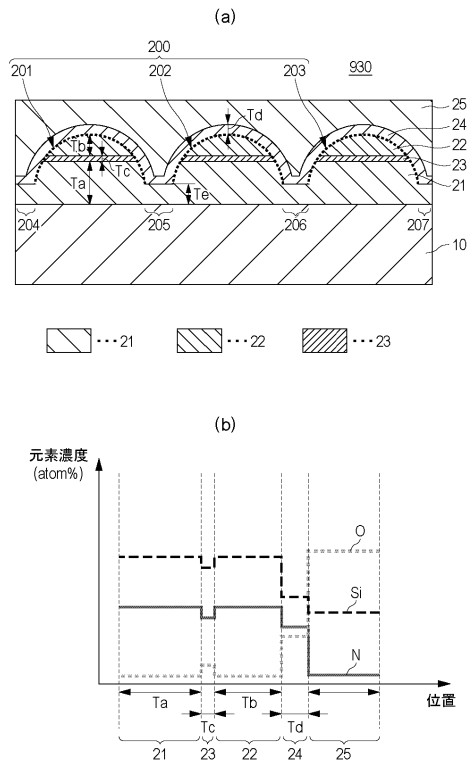 (a)
200
201
202
203
930
25
24
22
23
21
10
Td
Tb
Tc
Ta
Te
204
205
206
207
…21
…22
…23
(b)
元素濃度
(atom%)
O
Si
N
位置
Ta
Tc
Tb
Td
21
23
22
24
25